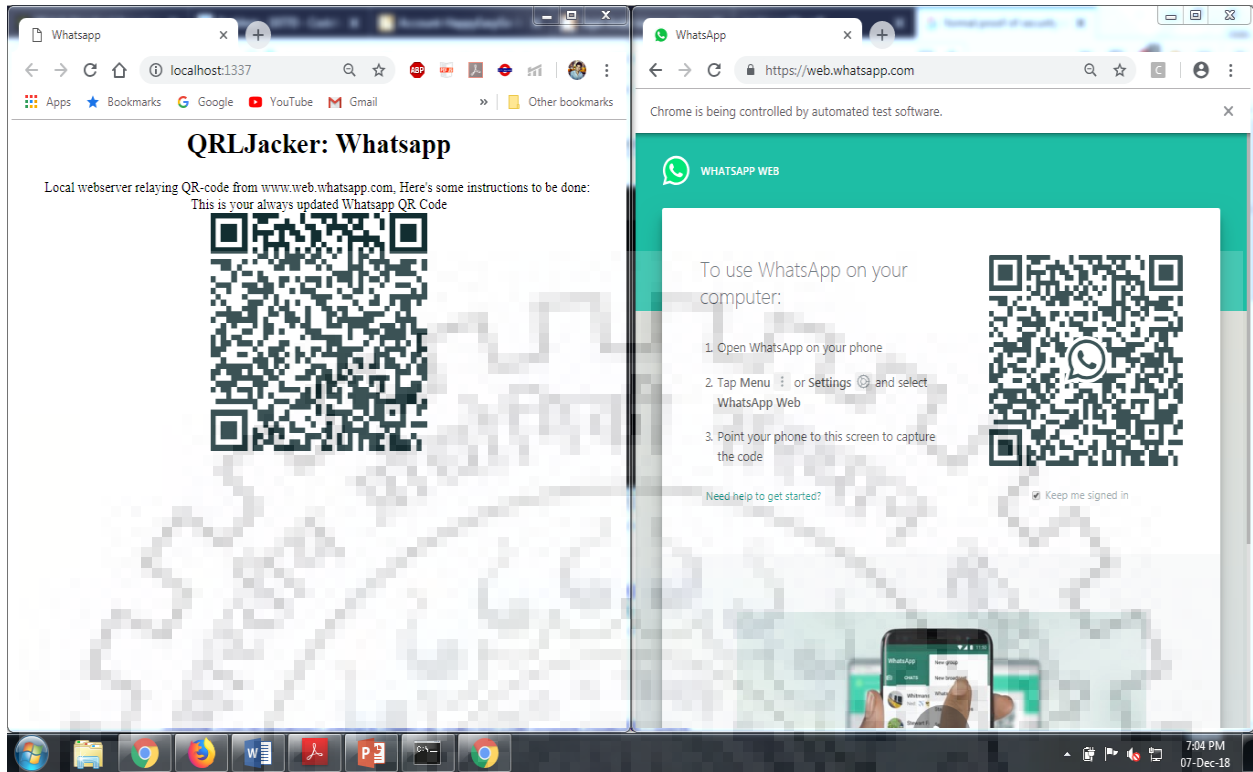 Whatsapp
localhost:1337
ABP
Apps
Bookmarks
Google
YouTube
Gmail
»
Other bookmarks
QRLJacker: Whatsapp
Local webserver relaying QR-code from www.web.whatsapp.com, Here's some instructions to be done:
This is your always updated Whatsapp QR Code
WhatsApp
https://web.whatsapp.com
C
Chrome is being controlled by automated test software.
WHATSAPP WEB
To use WhatsApp on your
computer:
1. Open WhatsApp on your phone
2. Tap Menu or Settings and select
WhatsApp Web
3. Point your phone to this screen to capture
the code
Need help to get started?
Keep me signed in
WhatsApp
CHATS
New group
7:04 PM
07-Dec-18